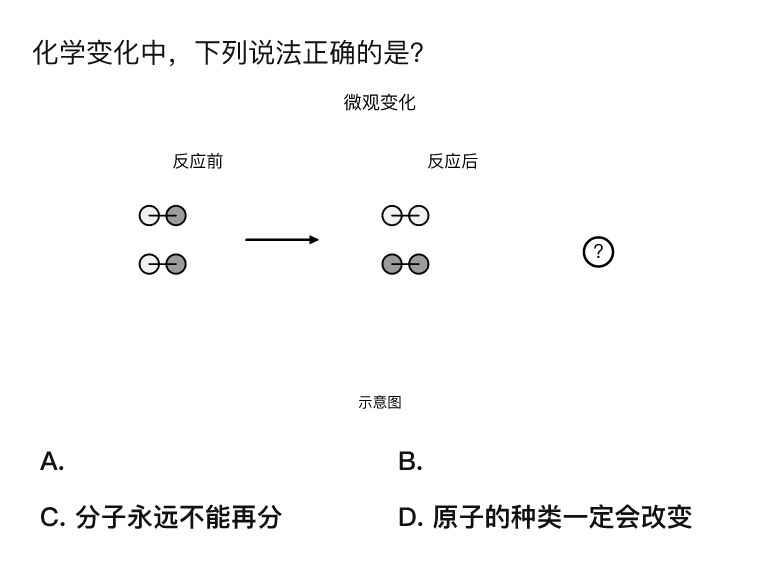 化学变化中，下列说法正确的是？
微观变化
反应前
反应后
?
示意图
A.
B.
C. 分子永远不能再分
D. 原子的种类一定会改变